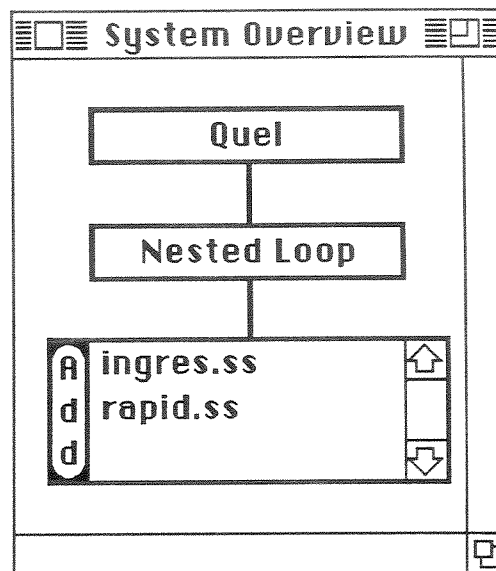 System Overview
Quel
Nested Loop
Add
ingres.ss
rapid.ss